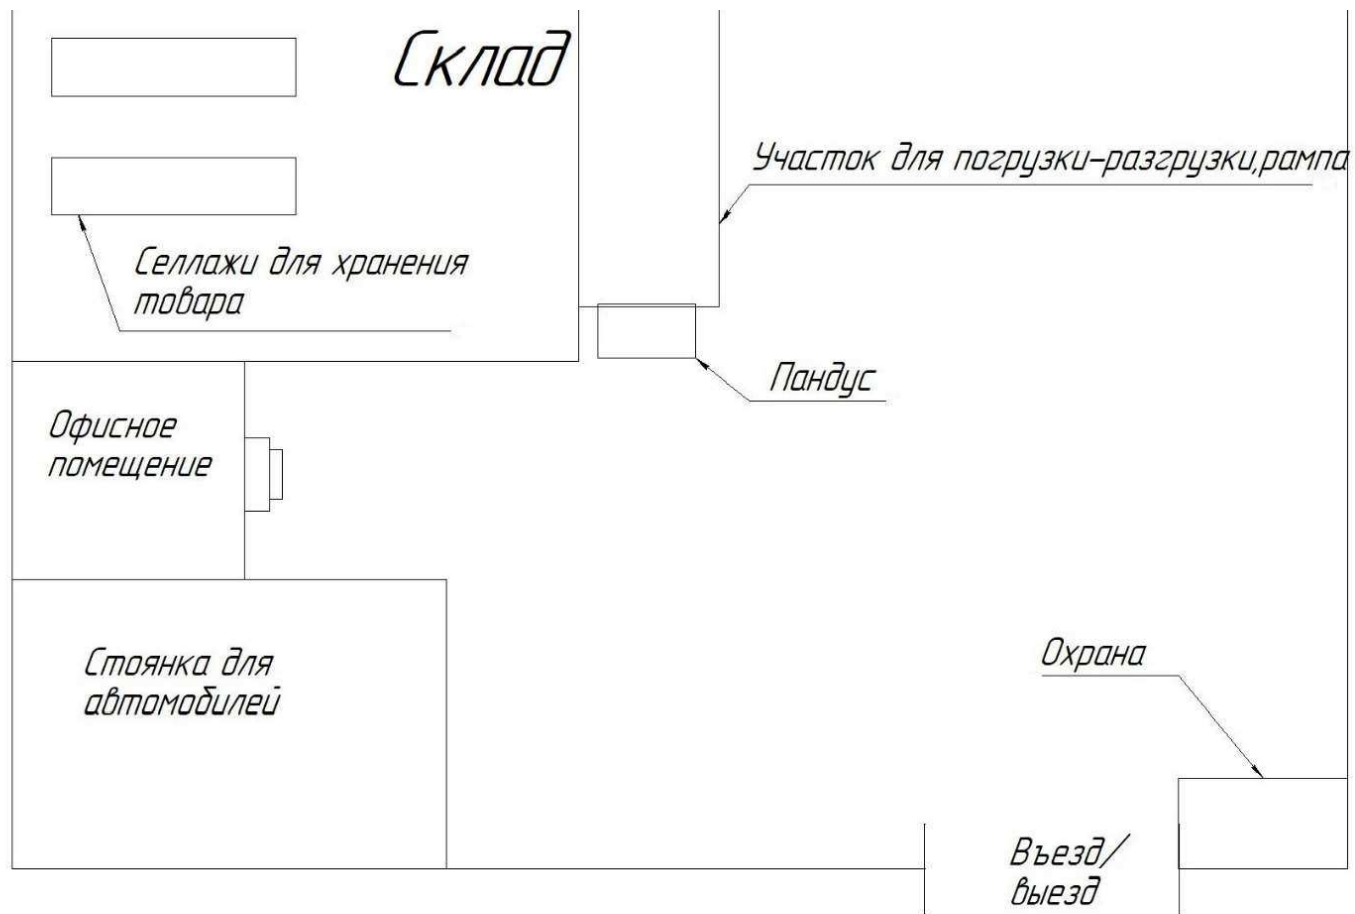 Склад
Участок для погрузки-разгрузки,рампа
Селлажи для хранения
товара
Пандус
Офисное
помещение
Стоянка для
автомобилей
Охрана
Въезд/
выезд